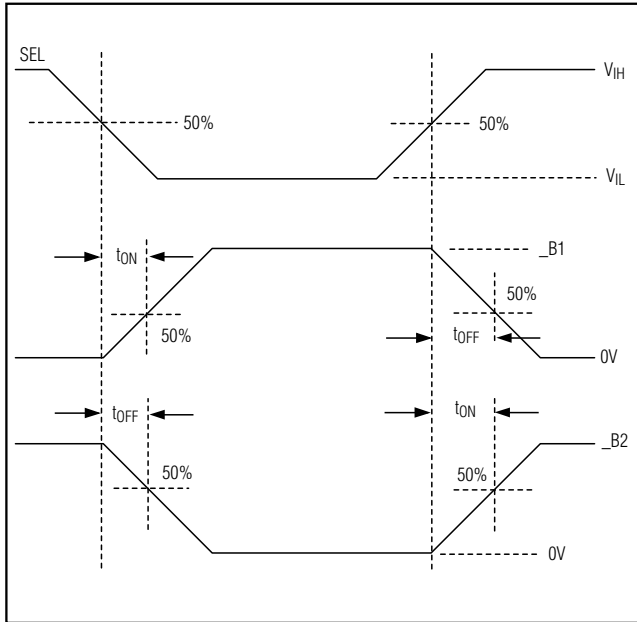 SEL
V_IH
50%
50%
V_IL
t_ON
_B1
50%
50%
t_OFF
0V
t_OFF
t_ON
_B2
50%
50%
0V